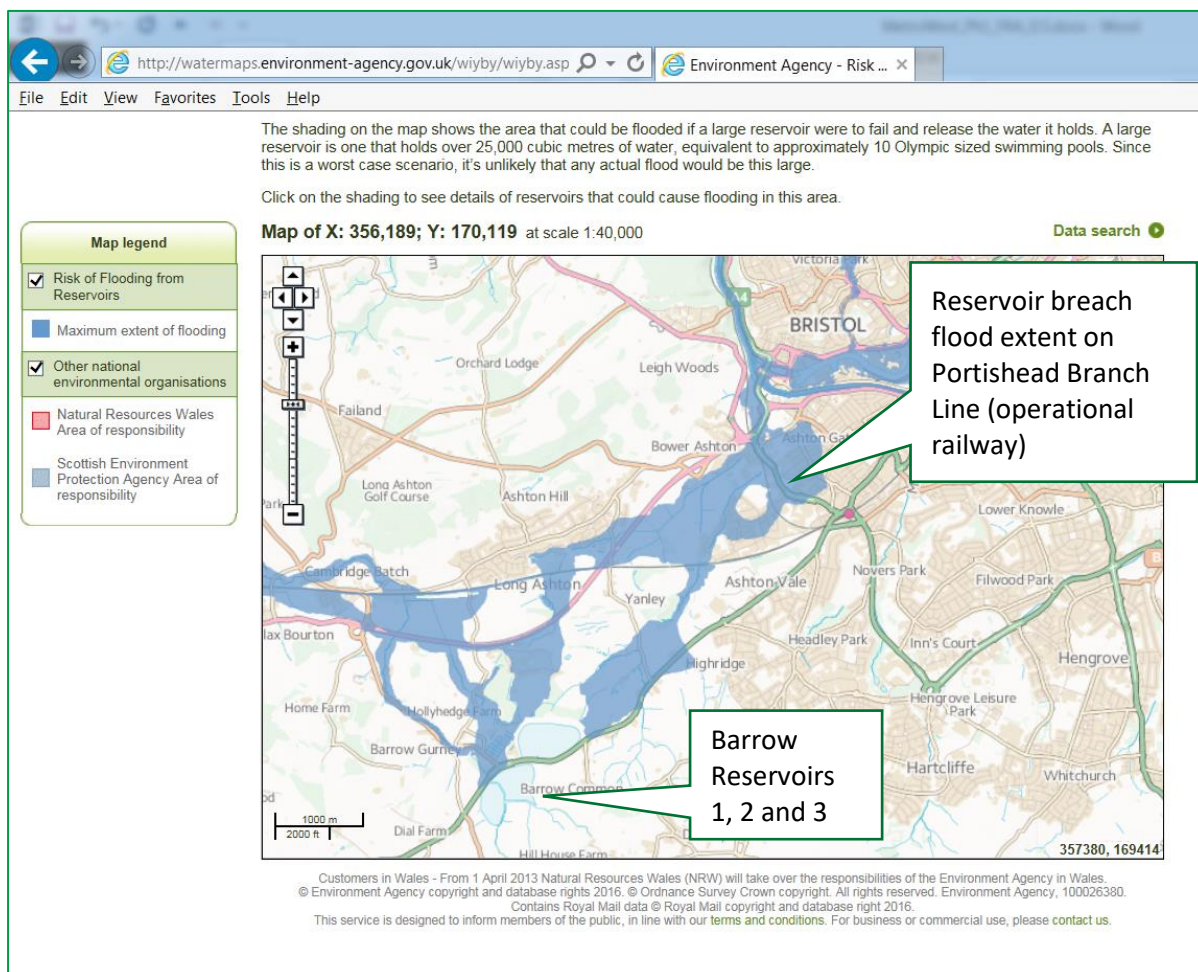 http://watermaps.environment-agency.gov.uk/wiyby/wiyby.asp
Environment Agency - Risk ...
File Edit View Favorites Tools Help
The shading on the map shows the area that could be flooded if a large reservoir were to fail and release the water it holds. A large
reservoir is one that holds over 25,000 cubic metres of water, equivalent to approximately 10 Olympic sized swimming pools. Since
this is a worst case scenario, it's unlikely that any actual flood would be this large.
Click on the shading to see details of reservoirs that could cause flooding in this area.
Map of X: 356,189; Y: 170,119 at scale 1:40,000
Data search
Map legend
Risk of Flooding from
Reservoirs
Maximum extent of flooding
Other national
environmental organisations
Natural Resources Wales
Area of responsibility
Scottish Environment
Protection Agency Area of
responsibility
Victoria Park
A4
BRISTOL
Orchard Lodge
Leigh Woods
Failand
Bower Ashton
Ashton Gat
Long Ashton
Golf Course
Ashton Hill
Park
Lower Knowle
Cambridge Batch
Long Ashton
Yanley
Ashton Vale
Novers Park
Filwood Park
lax Bourton
Headley Park
Inn's Court
Highridge
Hengrove
Home Farm
Hollyhedge Farm
Hengrove Leisure
Park
Barrow Gurney
Hartcliffe
Whitchurch
Barrow Common
Dial Farm
Hill House Farm
1000 m
2000 ft
357380, 169414
Reservoir breach
flood extent on
Portishead Branch
Line (operational
railway)
Barrow
Reservoirs
1, 2 and 3
Customers in Wales - From 1 April 2013 Natural Resources Wales (NRW) will take over the responsibilities of the Environment Agency in Wales.
© Environment Agency copyright and database rights 2016. © Ordnance Survey Crown copyright. All rights reserved. Environment Agency, 100026380.
Contains Royal Mail data © Royal Mail copyright and database right 2016.
This service is designed to inform members of the public, in line with our terms and conditions. For business or commercial use, please contact us.